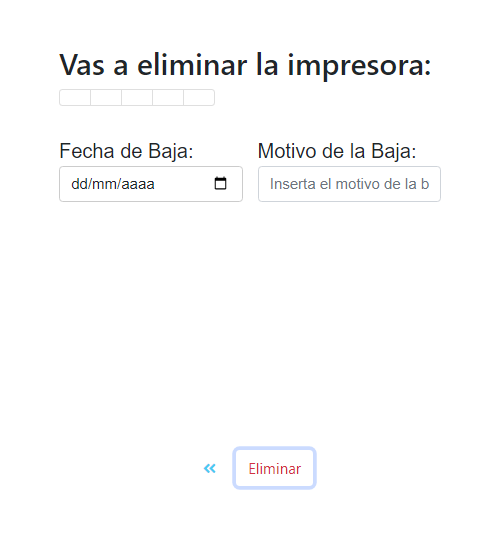 Vas a eliminar la impresora:
Fecha de Baja: Motivo de la Baja:
dd/mm/aaaa Inserta el motivo de la b
« Eliminar